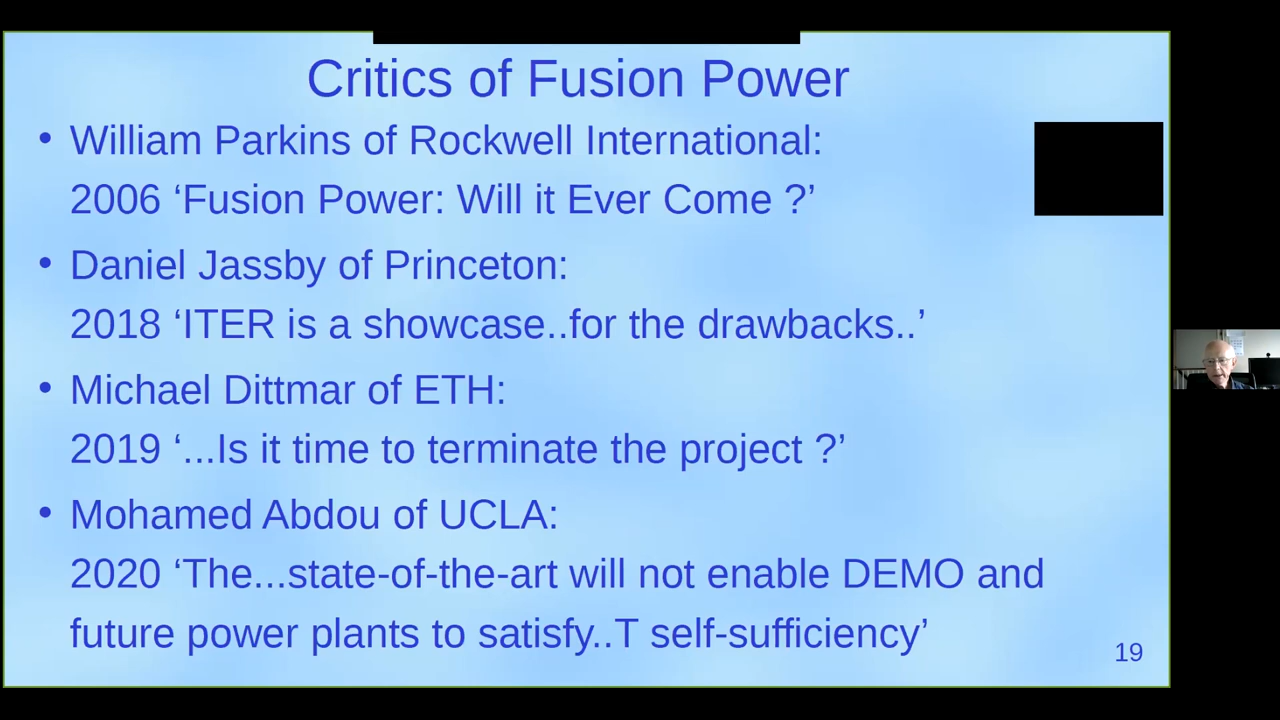 Critics of Fusion Power
• William Parkins of Rockwell International:
2006 ‘Fusion Power: Will it Ever Come ?’
• Daniel Jassby of Princeton:
2018 ‘ITER is a showcase..for the drawbacks..’
• Michael Dittmar of ETH:
2019 ‘...Is it time to terminate the project ?’
• Mohamed Abdou of UCLA:
2020 ‘The...state-of-the-art will not enable DEMO and
future power plants to satisfy..T self-sufficiency’
19